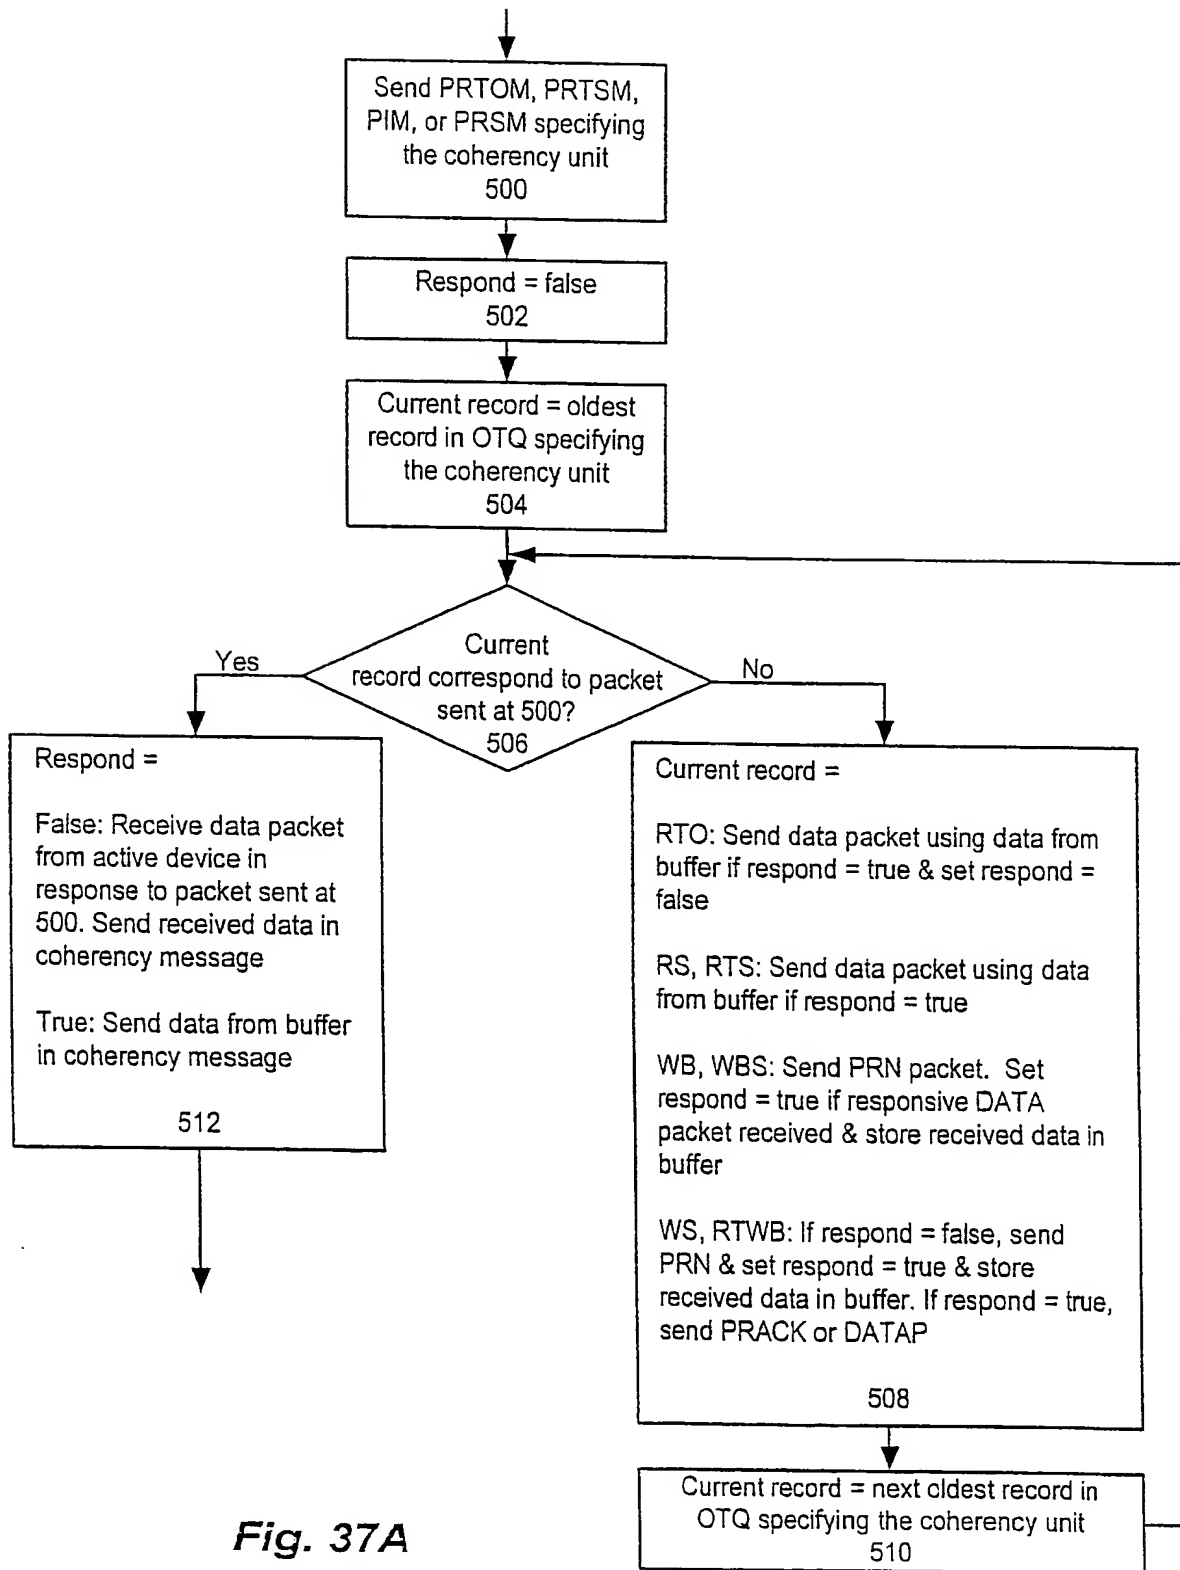 Send PRTOM, PRTSM,
PIM, or PRSM specifying
the coherency unit
500
Respond = false
502
Current record = oldest
record in OTQ specifying
the coherency unit
504
Current
record correspond to packet
sent at 500?
506
Yes
No
Respond =
False: Receive data packet
from active device in
response to packet sent at
500. Send received data in
coherency message
True: Send data from buffer
in coherency message
512
Current record =
RTO: Send data packet using data from
buffer if respond = true & set respond =
false
RS, RTS: Send data packet using data
from buffer if respond = true
WB, WBS: Send PRN packet. Set
respond = true if responsive DATA
packet received & store received data in
buffer
WS, RTWB: If respond = false, send
PRN & set respond = true & store
received data in buffer. If respond = true,
send PRACK or DATAP
508
Current record = next oldest record in
OTQ specifying the coherency unit
510
Fig. 37A